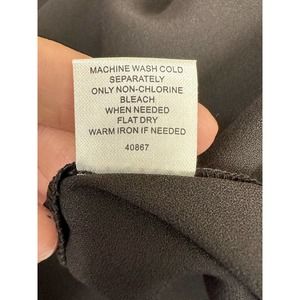 MACHINE WASH COLD
SEPARATELY
ONLY NON-CHLORINE
BLEACH
WHEN NEEDED
FLAT DRY
WARM IRON IF NEEDED
40867